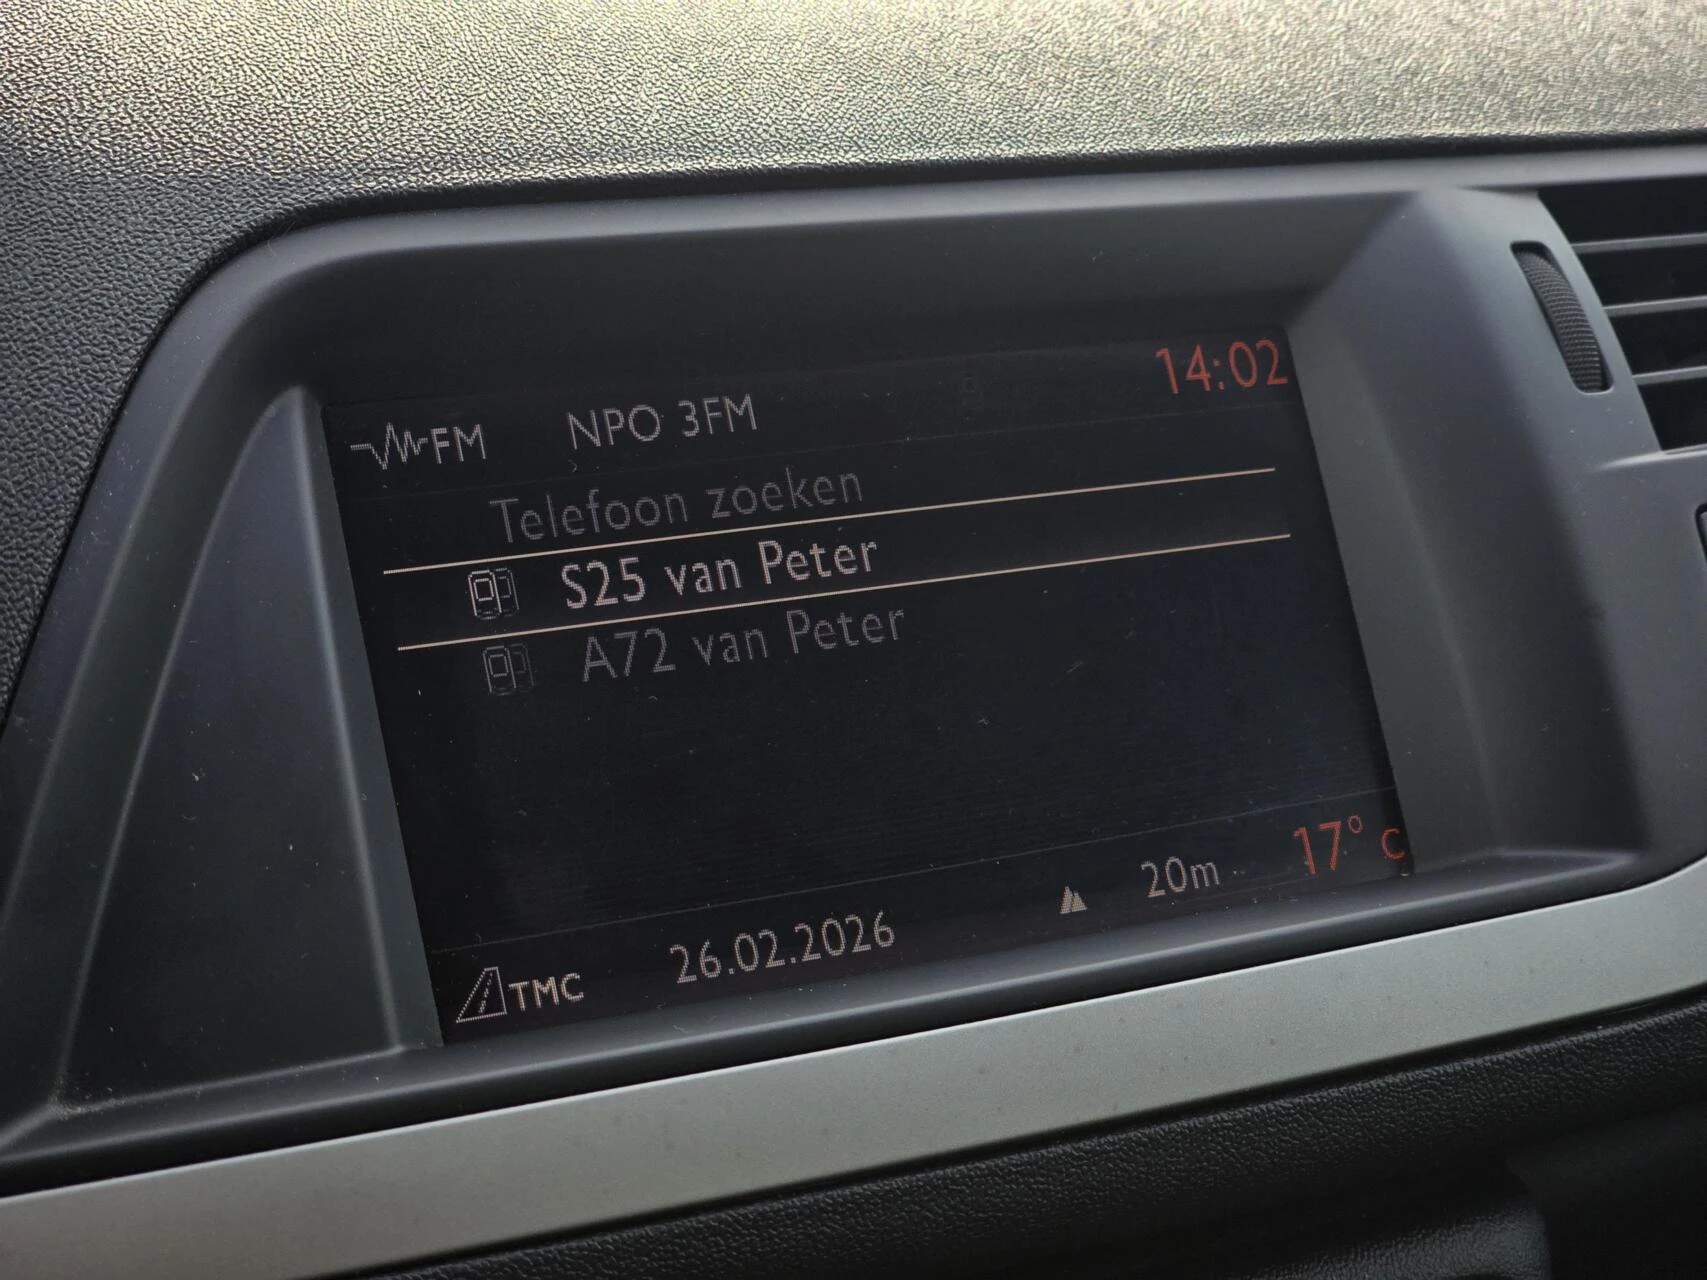 FM NPO 3FM 14:02
Telefoon zoeken
S25 van Peter
A72 van Peter
TMC 26.02.2026 20m 17° C